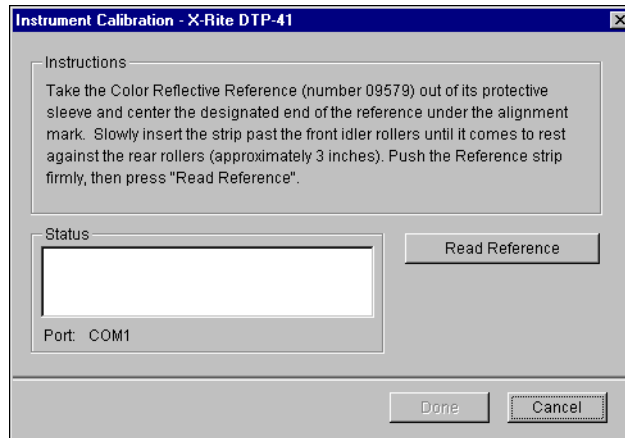 Instrument Calibration - X-Rite DTP-41
Instructions
Take the Color Reflective Reference (number 09579) out of its protective
sleeve and center the designated end of the reference under the alignment
mark.  Slowly insert the strip past the front idler rollers until it comes to rest
against the rear rollers (approximately 3 inches). Push the Reference strip
firmly, then press "Read Reference".
Status
Read Reference
Port:  COM1
Done
Cancel